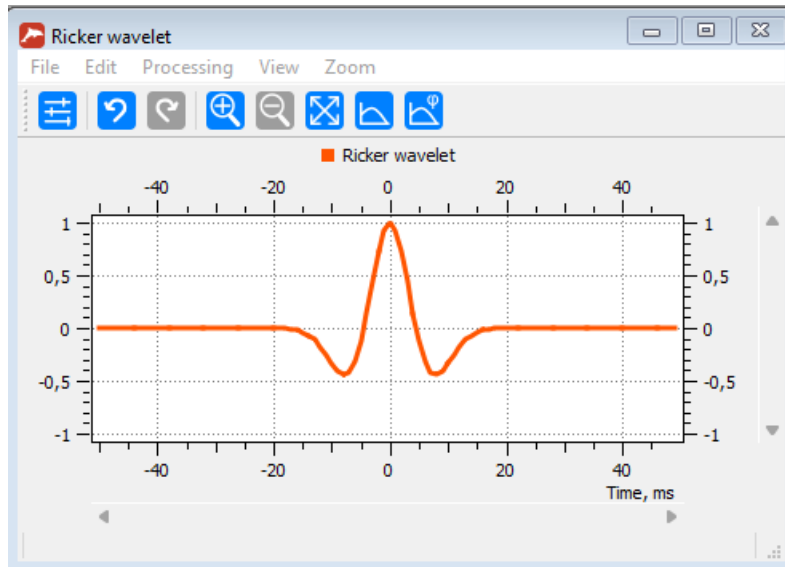 Ricker wavelet
File Edit Processing View Zoom
φ
Ricker wavelet
-40 -20 0 20 40
1 1
0,5 0,5
0 0
-0,5 -0,5
-1 -1
-40 -20 0 20 40
Time, ms